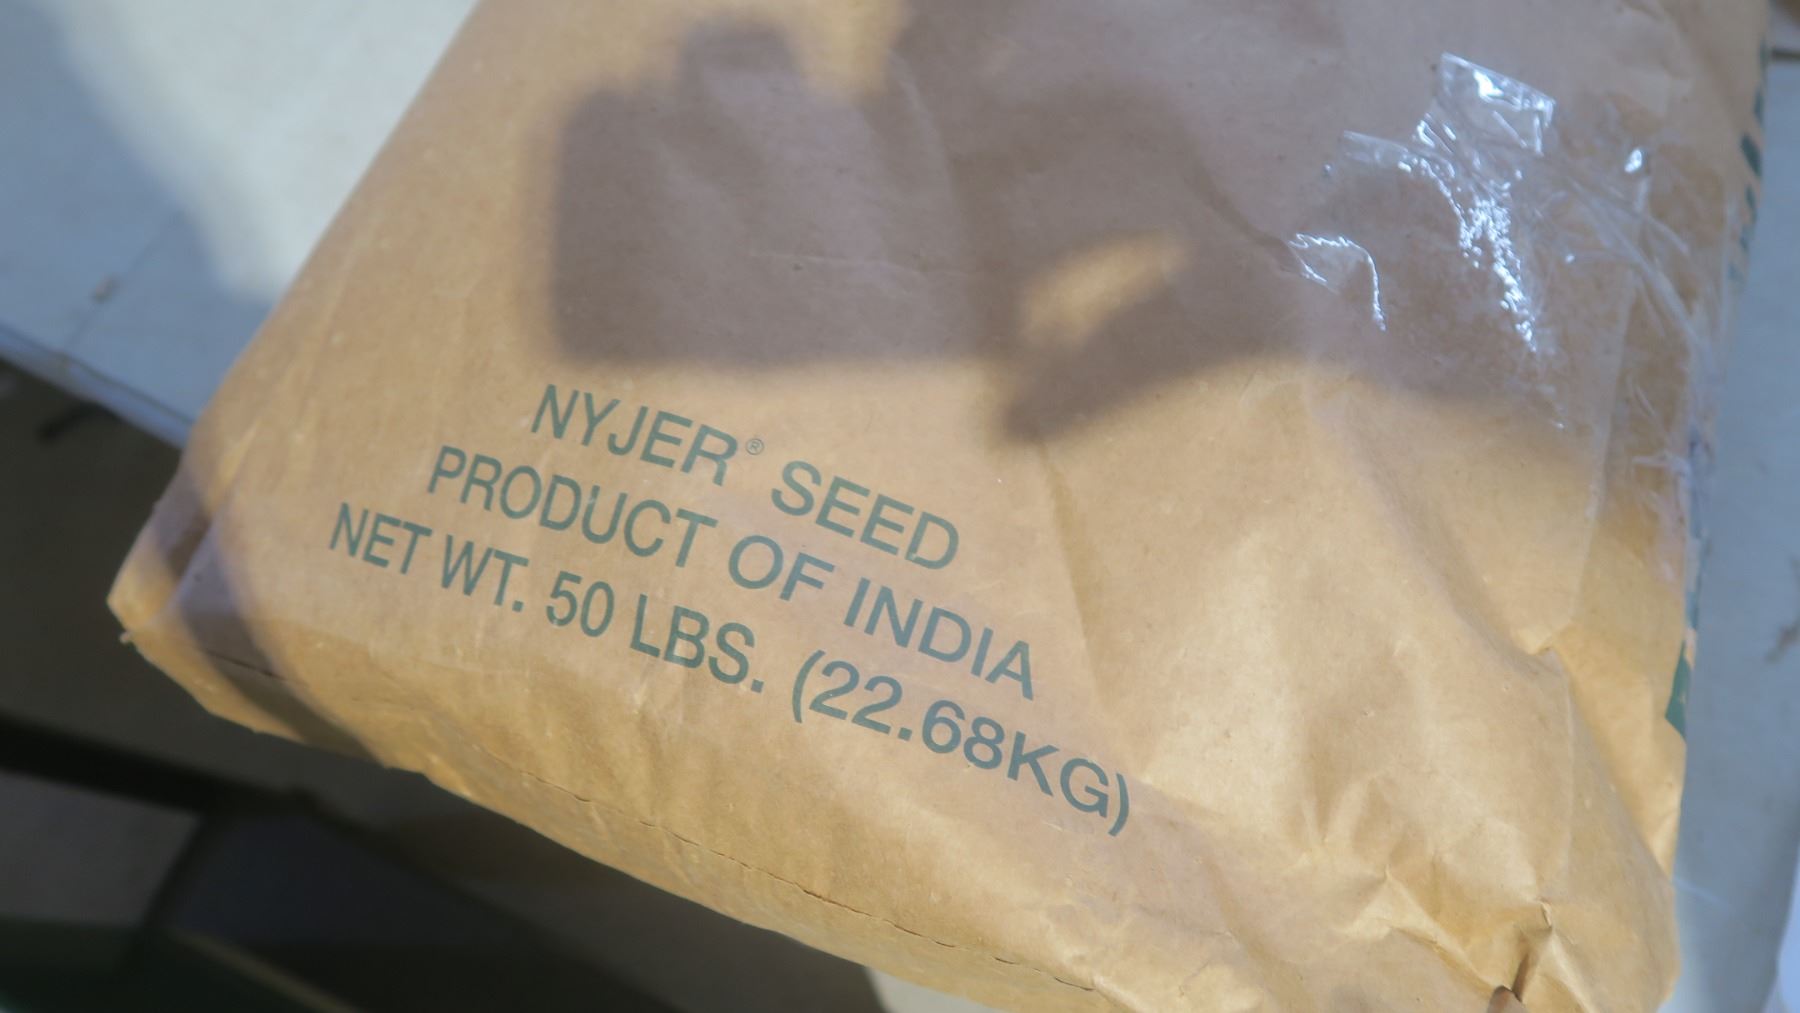 NYJER® SEED
PRODUCT OF INDIA
NET WT. 50 LBS. (22.68KG)